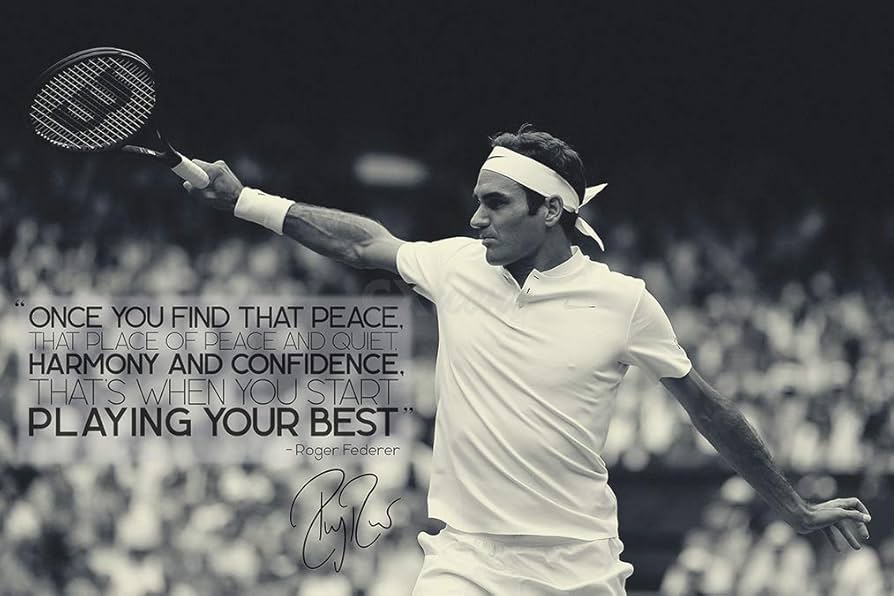 “ONCE YOU FIND THAT PEACE,
THAT PLACE OF PEACE AND QUIET,
HARMONY AND CONFIDENCE,
THAT'S WHEN YOU START
PLAYING YOUR BEST”
- Roger Federer